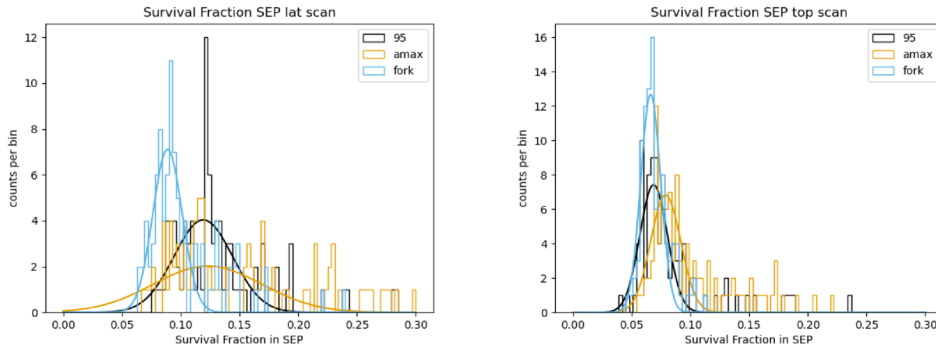 Survival Fraction SEP lat scan
12
10
8
6
4
2
0
counts per bin
95
amax
fork
0.00 0.05 0.10 0.15 0.20 0.25 0.30
Survival Fraction in SEP
Survival Fraction SEP top scan
16
14
12
10
8
6
4
2
0
counts per bin
95
amax
fork
0.00 0.05 0.10 0.15 0.20 0.25 0.30
Survival Fraction in SEP